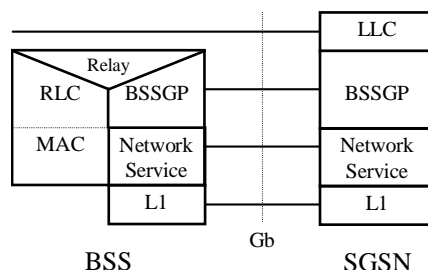 LLC
Relay
RLC
BSSGP
BSSGP
MAC
Network
Service
Network
Service
L1
L1
Gb
BSS
SGSN